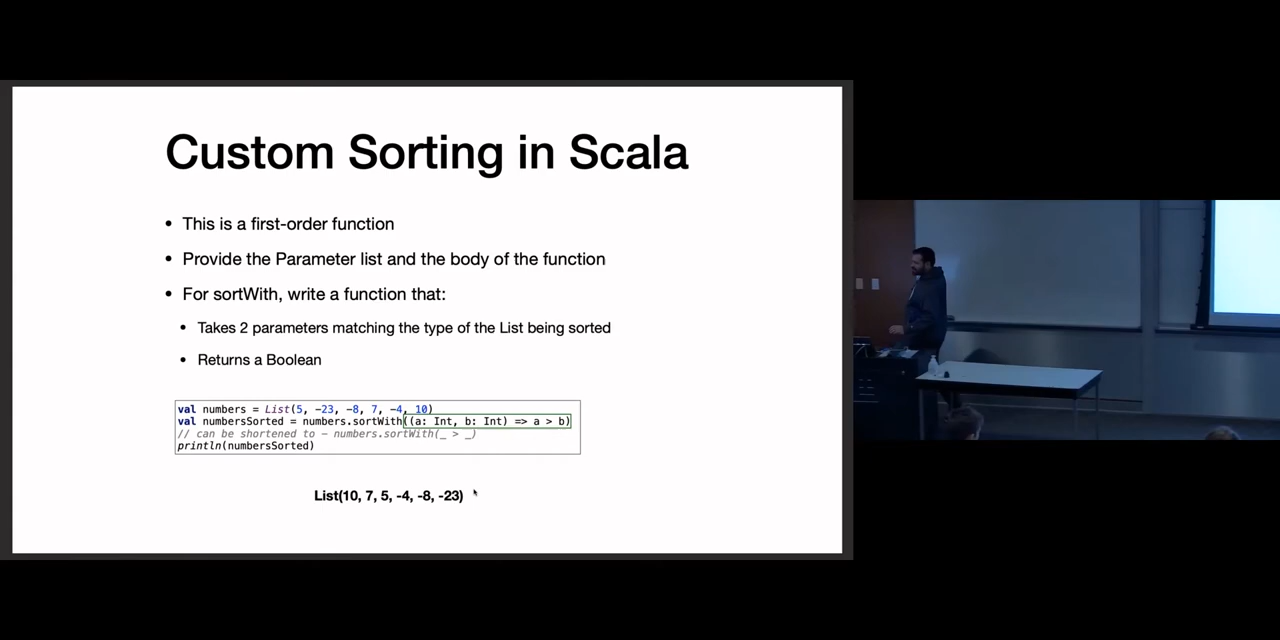 Custom Sorting in Scala
• This is a first-order function
• Provide the Parameter list and the body of the function
• For sortWith, write a function that:
• Takes 2 parameters matching the type of the List being sorted
• Returns a Boolean
val numbers = List(5, -23, -8, 7, -4, 10)
val numbersSorted = numbers.sortWith((a: Int, b: Int) => a > b)
// can be shortened to - numbers.sortWith(_ > _)
println(numbersSorted)
List(10, 7, 5, -4, -8, -23)